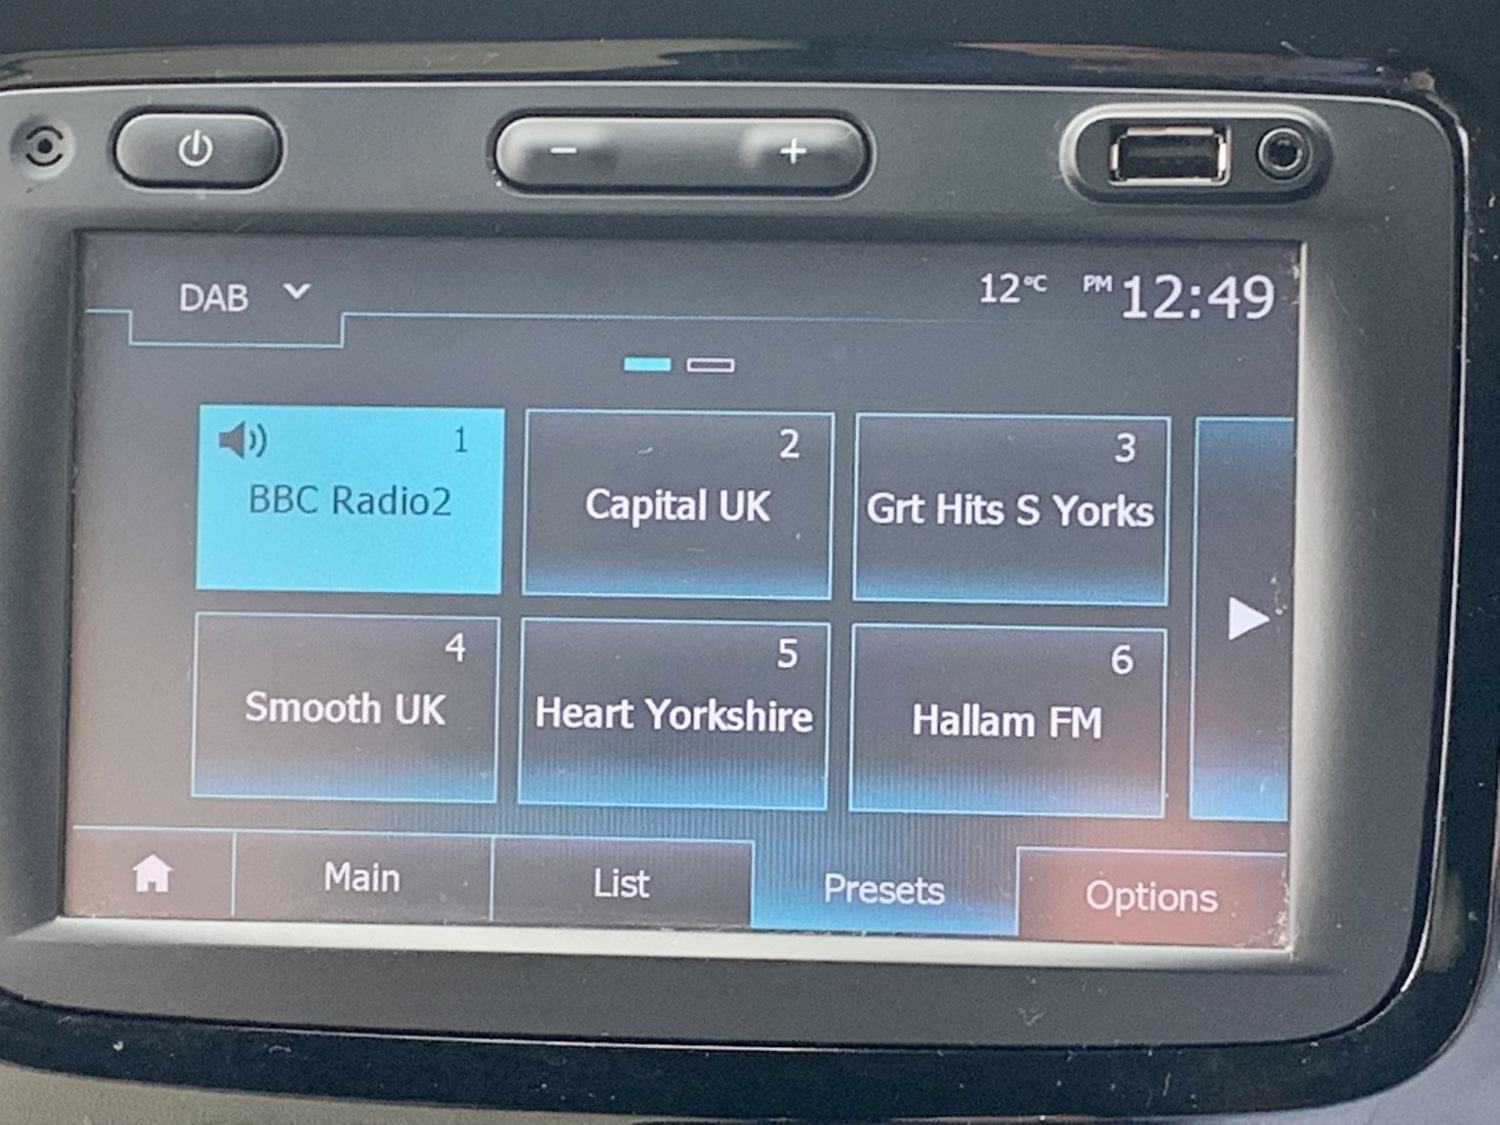 DAB
12°C PM 12:49
1
BBC Radio2
2
Capital UK
3
Grt Hits S Yorks
4
Smooth UK
5
Heart Yorkshire
6
Hallam FM
Main
List
Presets
Options